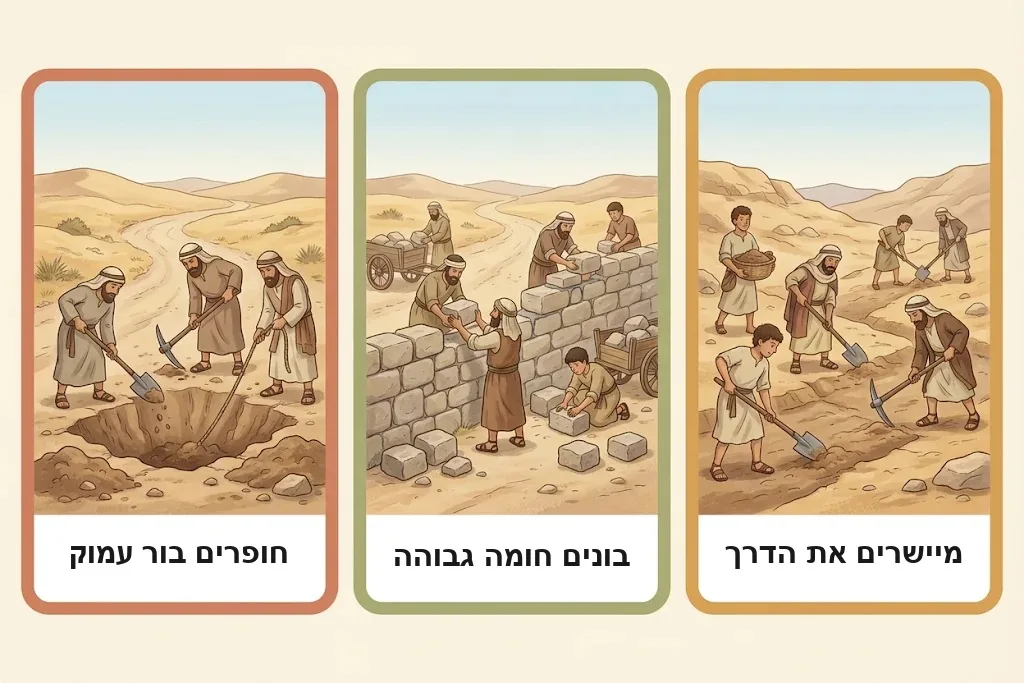 מיישרים את הדרך
בונים חומה גבוהה
חופרים בור עמוק